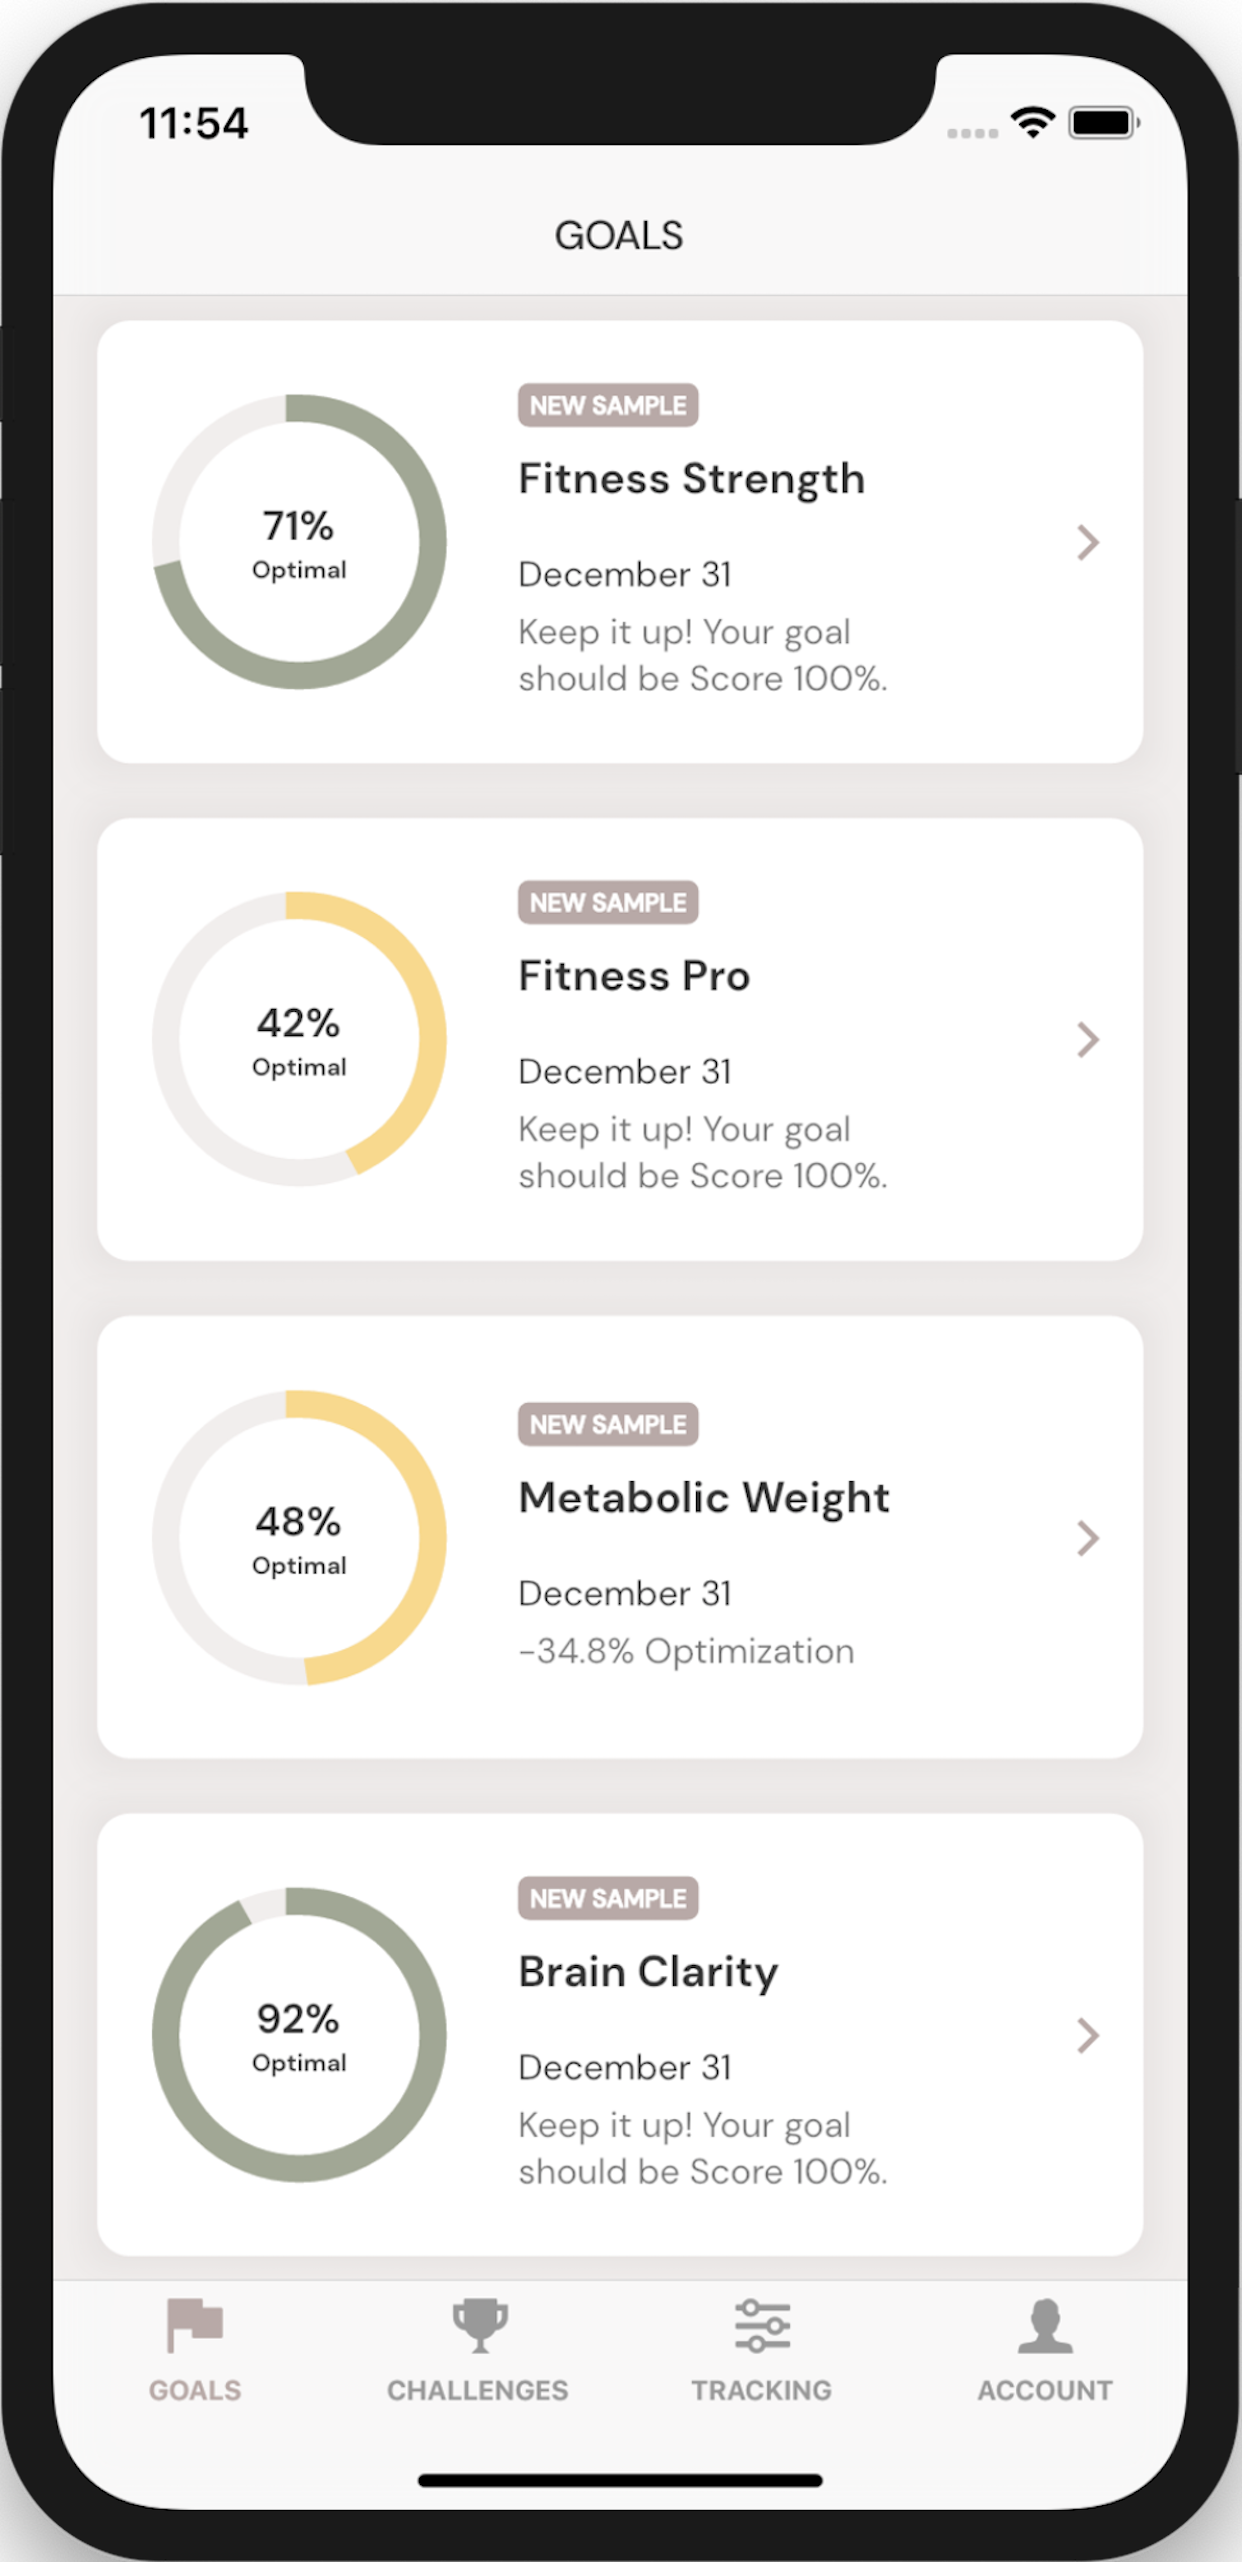 11:54
GOALS
NEW SAMPLE
Fitness Strength
71%
Optimal
December 31
Keep it up! Your goal
should be Score 100%.
NEW SAMPLE
Fitness Pro
42%
Optimal
December 31
Keep it up! Your goal
should be Score 100%.
NEW SAMPLE
Metabolic Weight
48%
Optimal
December 31
-34.8% Optimization
NEW SAMPLE
Brain Clarity
92%
Optimal
December 31
Keep it up! Your goal
should be Score 100%.
GOALS
CHALLENGES
TRACKING
ACCOUNT